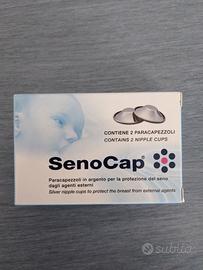 CONTIENE 2 PARACAPEZZOLI
CONTAINS 2 NIPPLE CUPS
SenoCap
Paracapezzoli in argento per la protezione del seno
dagli agenti esterni
Silver nipple cups to protect the breast from external agents
subito